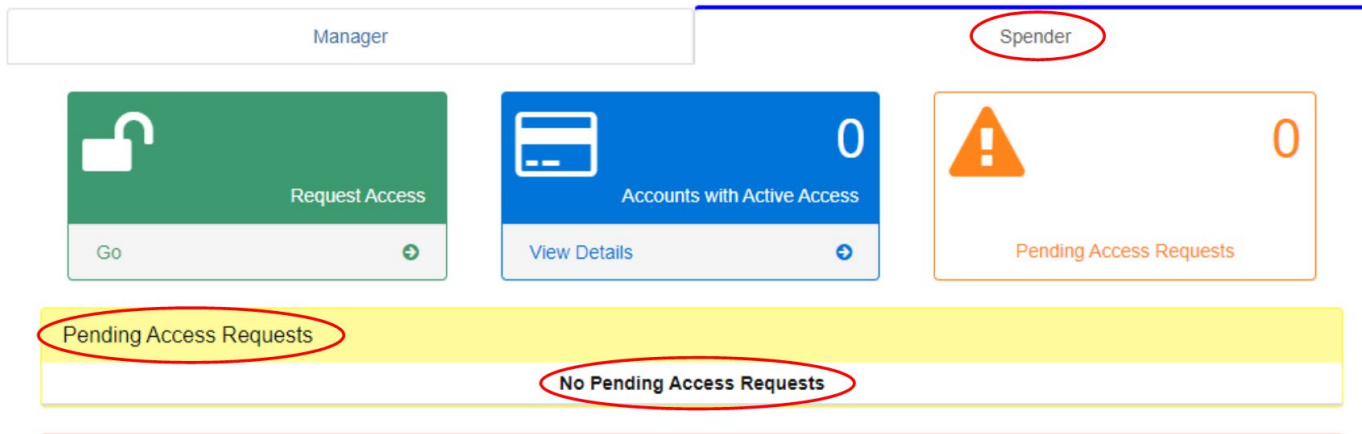 Manager
Spender
0
0
Request Access
Accounts with Active Access
Go
View Details
Pending Access Requests
Pending Access Requests
No Pending Access Requests